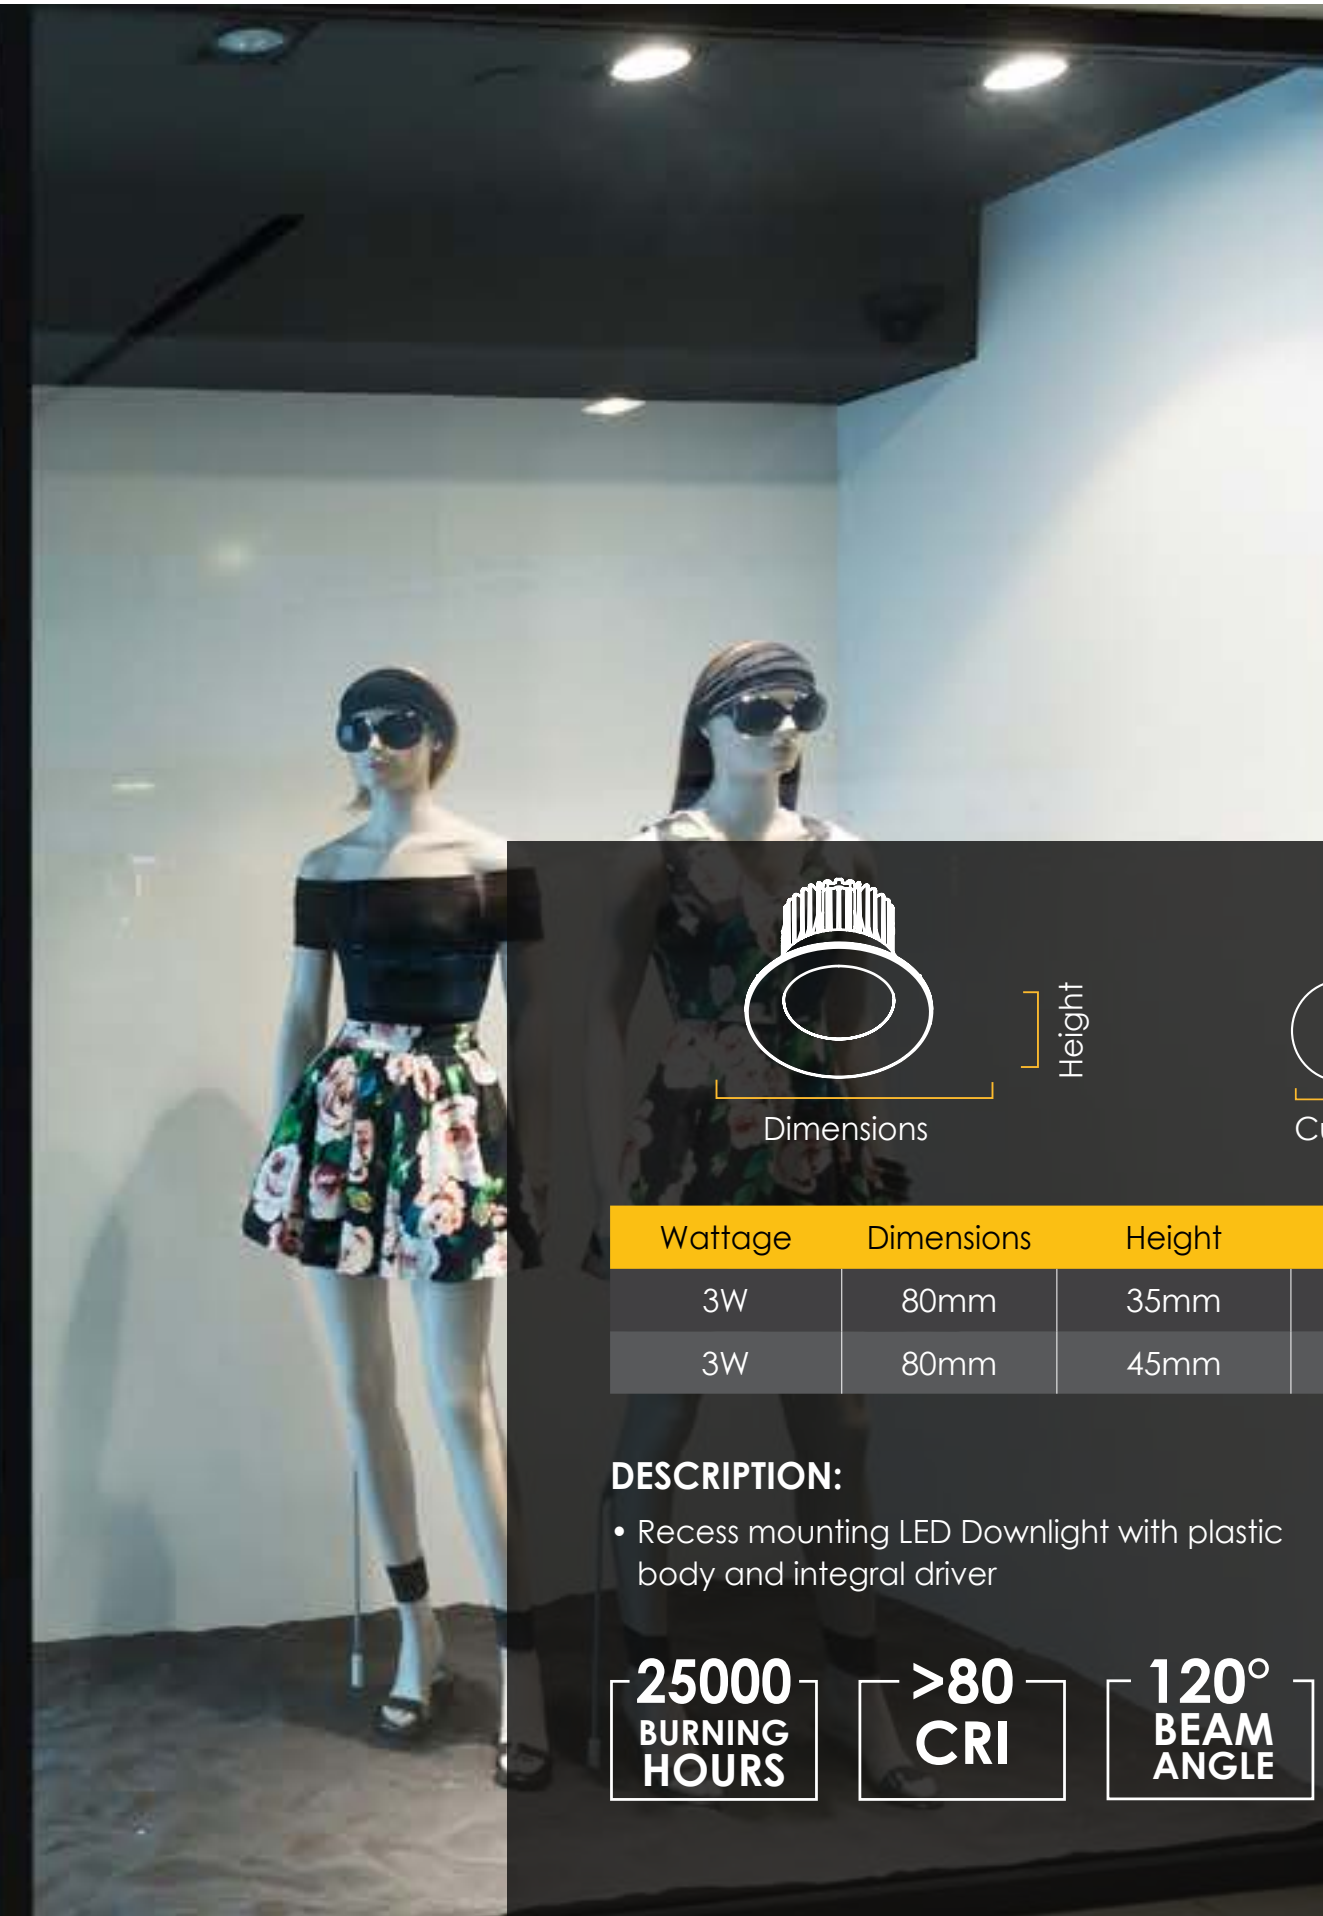 Height
Dimensions
Wattage Dimensions Height
3W 80mm 35mm
3W 80mm 45mm
DESCRIPTION:
• Recess mounting LED Downlight with plastic
body and integral driver
25000
BURNING
HOURS
>80
CRI
120°
BEAM
ANGLE